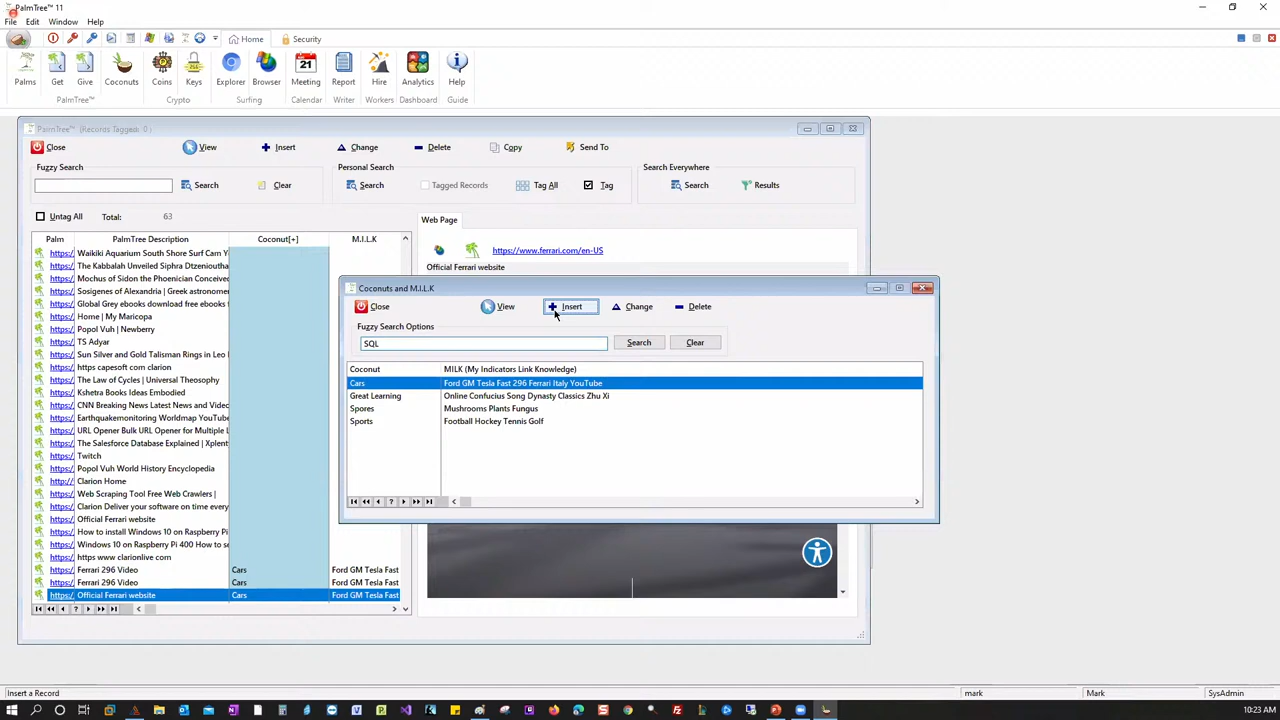 PalmTree™ 11
File Edit Window Help
Home Security
Palms Get Give Coconuts Coins Keys Explorer Browser 21 Meeting Report Hire Analytics Help
PalmTree™ Crypto Surfing Calendar Writer Workers Dashboard Guide
PalmTree™ (Records Tagged: 0 )
Close View Insert Change Delete Copy Send To
Fuzzy Search Personal Search Search Everywhere
Search Clear Search Tagged Records Tag All Tag Search Results
Untag All Total: 63
Web Page
Palm PalmTree Description Coconut[+] M.I.L.K
https://www.ferrari.com/en-US
Official Ferrari website
https:/ Waikiki Aquarium South Shore Surf Cam Y
https:/ The Kabbalah Unveiled Siphra Dtzenioutha
https:/ Mochus of Sidon the Phoenician Conceived
https:/ Sosigenes of Alexandria | Greek astronomer
https:/ Global Grey ebooks download free ebooks
https:/ Home | My Maricopa
https:/ Popol Vuh | Newberry
https:/ TS Adyar
https:/ Sun Silver and Gold Talisman Rings in Leo
https:/ https capesoft com clarion
https:/ The Law of Cycles | Universal Theosophy
https:/ Kshetra Books Ideas Embodied
https:/ CNN Breaking News Latest News and Video
https:/ Earthquakemonitoring Worldmap YouTube
https:/ URL Opener Bulk URL Opener for Multiple
https:/ The Salesforce Database Explained | Xplent
https:/ Twitch
https:/ Popol Vuh World History Encyclopedia
https:/ Clarion Home
https:/ Web Scraping Tool Free Web Crawlers |
https:/ Clarion Deliver your software on time every
https:/ Official Ferrari website
https:/ How to install Windows 10 on Raspberry Pi
https:/ Windows 10 on Raspberry Pi 400 How to se
https:/ https www clarionlive com
https:/ Ferrari 296 Video Cars Ford GM Tesla Fast
https:/ Ferrari 296 Video Cars Ford GM Tesla Fast
https:/ Official Ferrari website Cars Ford GM Tesla Fast
Coconuts and M.I.L.K
Close View Insert Change Delete
Fuzzy Search Options
SQL Search Clear
Coconut MILK (My Indicators Link Knowledge)
Cars Ford GM Tesla Fast 296 Ferrari Italy YouTube
Great Learning Online Confucius Song Dynasty Classics Zhu Xi
Spores Mushrooms Plants Fungus
Sports Football Hockey Tennis Golf
Insert a Record mark Mark SysAdmin
10:23 AM